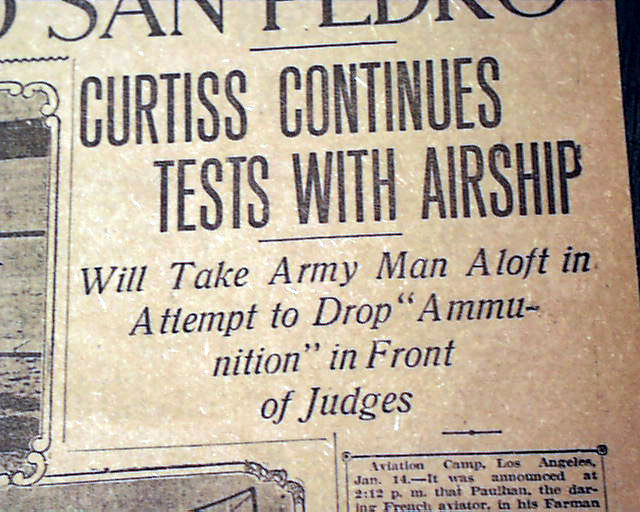 SAN PEDRO
CURTISS CONTINUES
TESTS WITH AIRSHIP
Will Take Army Man Aloft in
Attempt to Drop "Ammu-
nition" in Front
of Judges
Aviation Camp, Los Angeles,
Jan. 14.—It was announced at
2:12 p. m. that Paulhan, the dar-
ing French aviator, in his Farman